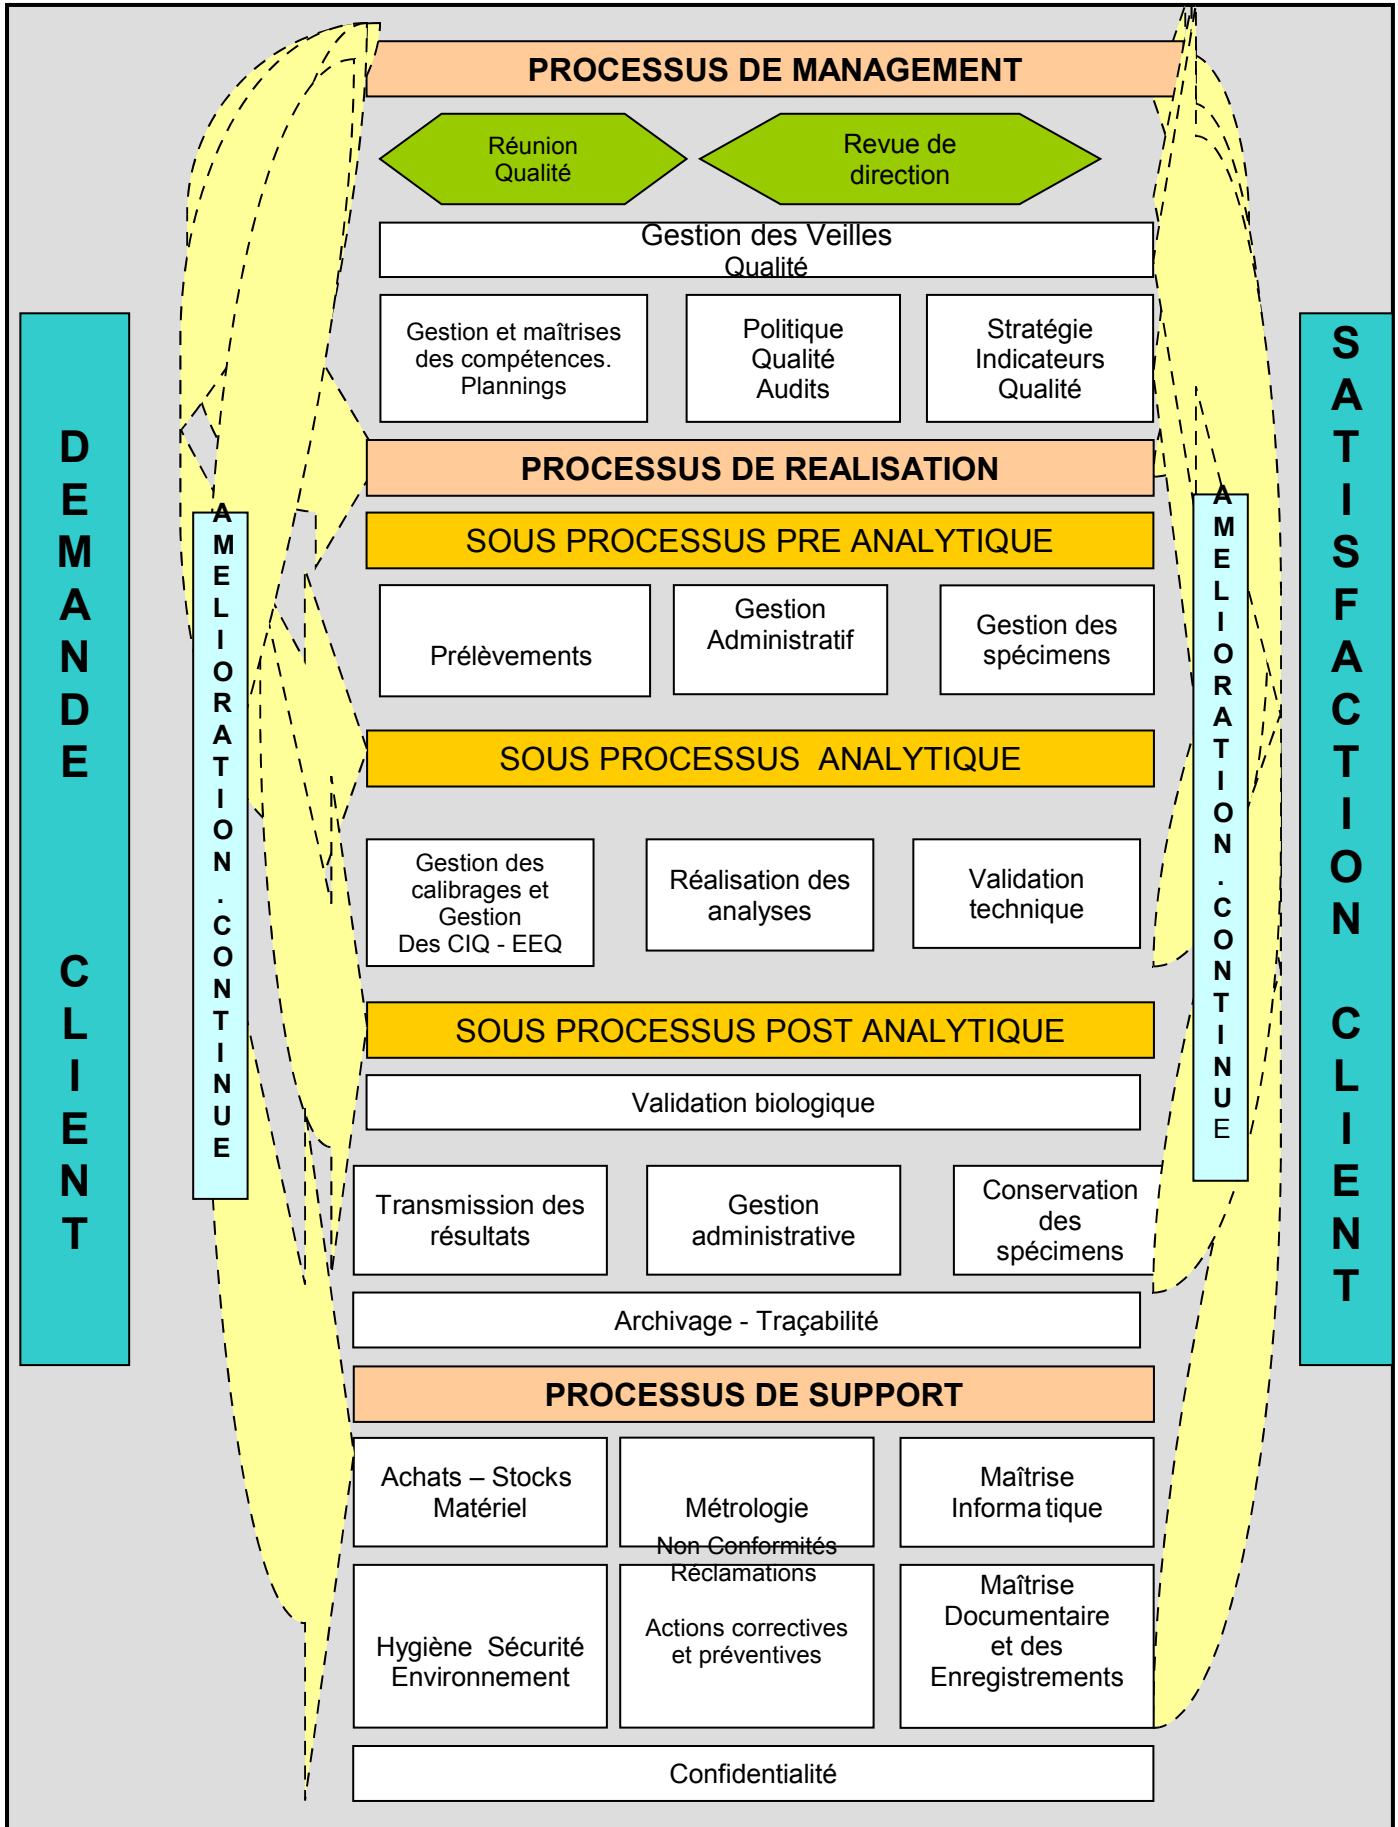 PROCESSUS DE MANAGEMENT
Réunion
Qualité
Revue de
direction
Gestion des Veilles
Qualité
Gestion et maîtrises
des compétences.
Plannings
Politique
Qualité
Audits
Stratégie
Indicateurs
Qualité
DEMANDE CLIENT
AMELIORATION.CONTINUE
PROCESSUS DE REALISATION
SOUS PROCESSUS PRE ANALYTIQUE
Prélèvements
Gestion
Administratif
Gestion des
spécimens
SOUS PROCESSUS  ANALYTIQUE
Gestion des
calibrages et
Gestion
Des CIQ - EEQ
Réalisation des
analyses
Validation
technique
SOUS PROCESSUS POST ANALYTIQUE
Validation biologique
Transmission des
résultats
Gestion
administrative
Conservation
des
spécimens
Archivage - Traçabilité
PROCESSUS DE SUPPORT
Achats – Stocks
Matériel
Métrologie
Maîtrise
Informatique
Hygiène  Sécurité
Environnement
Non Conformités
Réclamations
Actions correctives
et préventives
Maîtrise
Documentaire
et des
Enregistrements
Confidentialité
AMELIORATION.CONTINUE
SATISFACTION CLIENT